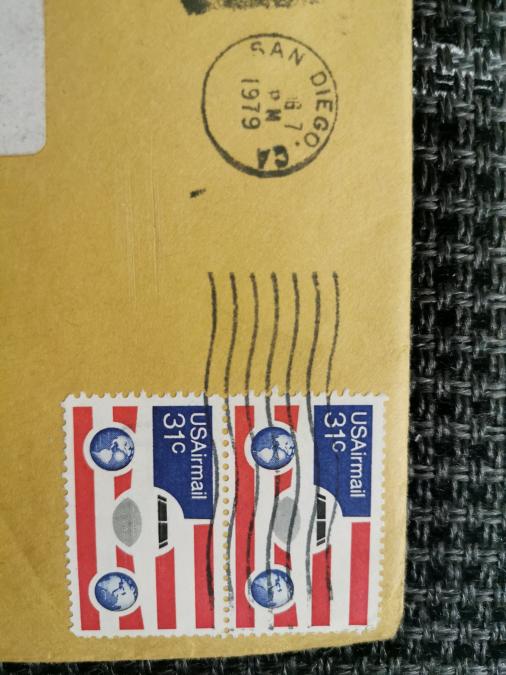 SAN DIEGO, CA
PM
1979
USAirmail
31c
USAirmail
31c